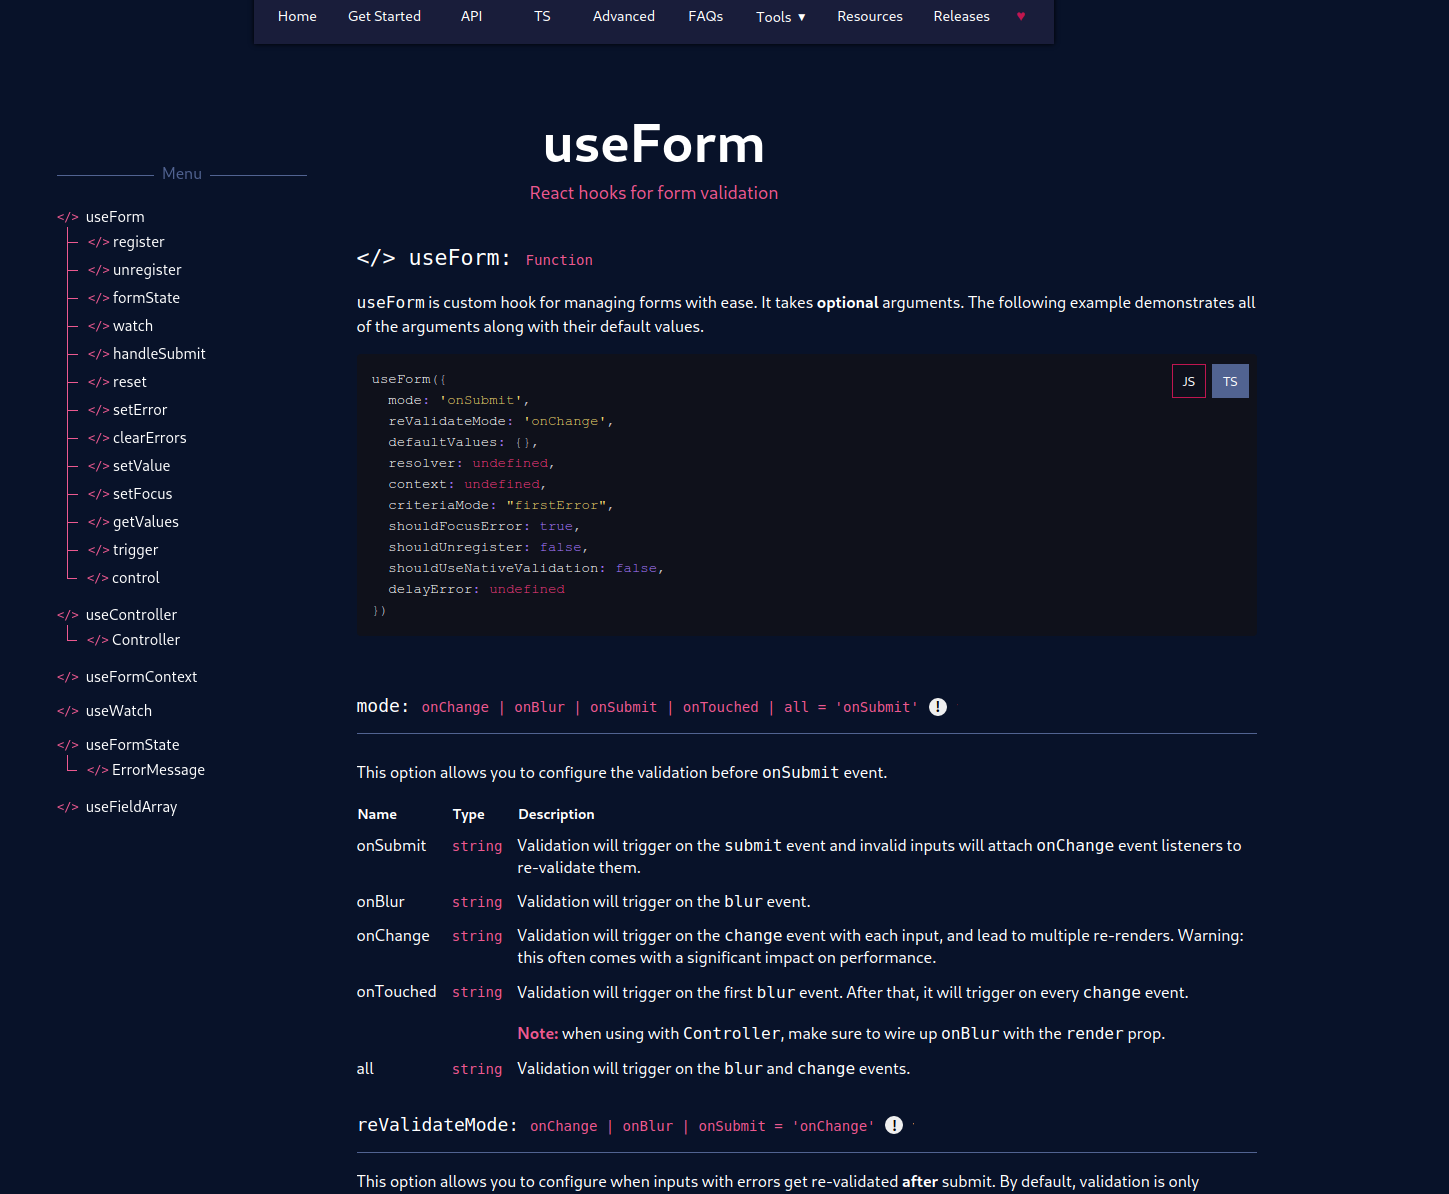 Home Get Started API TS Advanced FAQs Tools ▼ Resources Releases ♥
useForm
React hooks for form validation
Menu
</> useForm
</> register
</> unregister
</> formState
</> watch
</> handleSubmit
</> reset
</> setError
</> clearErrors
</> setValue
</> setFocus
</> getValues
</> trigger
</> control
</> useController
</> Controller
</> useFormContext
</> useWatch
</> useFormState
</> ErrorMessage
</> useFieldArray
</> useForm: Function
useForm is custom hook for managing forms with ease. It takes optional arguments. The following example demonstrates all
of the arguments along with their default values.
JS TS
useForm({
  mode: 'onSubmit',
  reValidateMode: 'onChange',
  defaultValues: {},
  resolver: undefined,
  context: undefined,
  criteriaMode: "firstError",
  shouldFocusError: true,
  shouldUnregister: false,
  shouldUseNativeValidation: false,
  delayError: undefined
})
mode: onChange | onBlur | onSubmit | onTouched | all = 'onSubmit' !
This option allows you to configure the validation before onSubmit event.
Name Type Description
onSubmit string Validation will trigger on the submit event and invalid inputs will attach onChange event listeners to
re-validate them.
onBlur string Validation will trigger on the blur event.
onChange string Validation will trigger on the change event with each input, and lead to multiple re-renders. Warning:
this often comes with a significant impact on performance.
onTouched string Validation will trigger on the first blur event. After that, it will trigger on every change event.
Note: when using with Controller, make sure to wire up onBlur with the render prop.
all string Validation will trigger on the blur and change events.
reValidateMode: onChange | onBlur | onSubmit = 'onChange' !
This option allows you to configure when inputs with errors get re-validated after submit. By default, validation is only